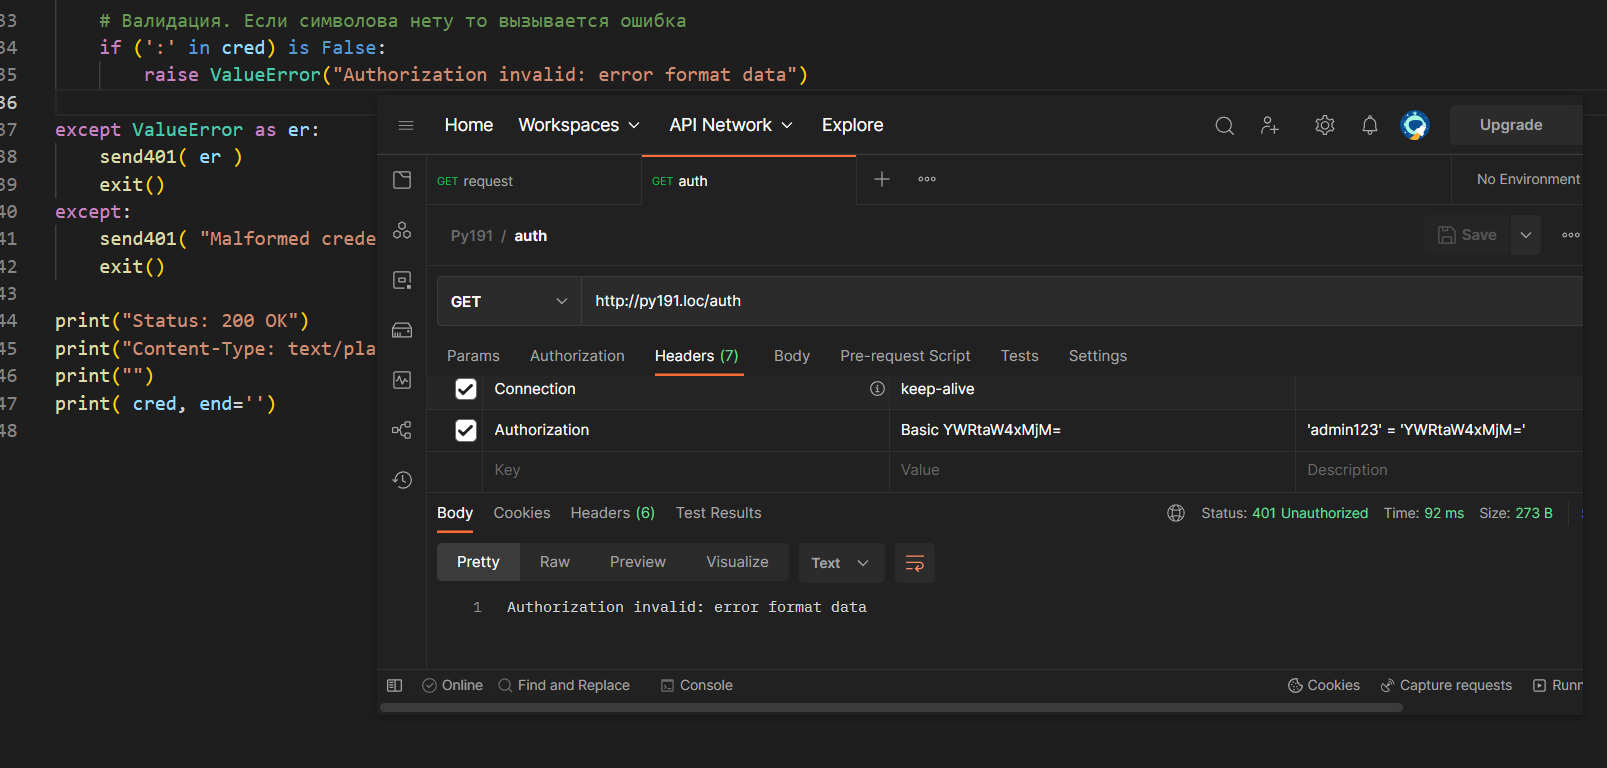 33 # Валидация. Если символова нету то вызывается ошибка
34 if (':' in cred) is False:
35 raise ValueError("Authorization invalid: error format data")
36
37 except ValueError as er:
38 send401( er )
39 exit()
40 except:
41 send401( "Malformed crede
42 exit()
43
44 print("Status: 200 OK")
45 print("Content-Type: text/pla
46 print("")
47 print( cred, end='')
48
Home Workspaces API Network Explore Upgrade
GET request GET auth No Environment
Py191 / auth Save
GET http://py191.loc/auth
Params Authorization Headers (7) Body Pre-request Script Tests Settings
Connection keep-alive
Authorization Basic YWRtaW4xMjM= 'admin123' = 'YWRtaW4xMjM='
Key Value Description
Body Cookies Headers (6) Test Results Status: 401 Unauthorized Time: 92 ms Size: 273 B
Pretty Raw Preview Visualize Text
1 Authorization invalid: error format data
Online Find and Replace Console Cookies Capture requests Runn